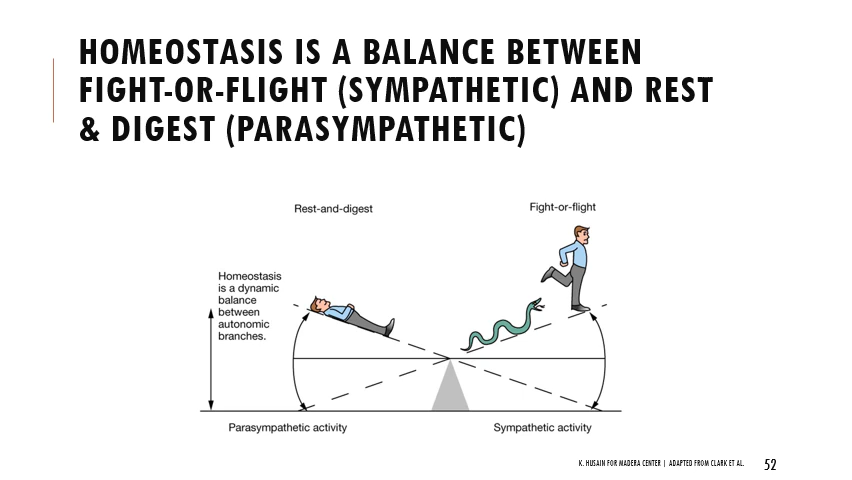 HOMEOSTASIS IS A BALANCE BETWEEN
FIGHT-OR-FLIGHT (SYMPATHETIC) AND REST
& DIGEST (PARASYMPATHETIC)
Rest-and-digest
Fight-or-flight
Homeostasis
is a dynamic
balance
between
autonomic
branches.
Parasympathetic activity
Sympathetic activity
K. HUSAIN FOR MADERA CENTER | ADAPTED FROM CLARK ET AL.
52